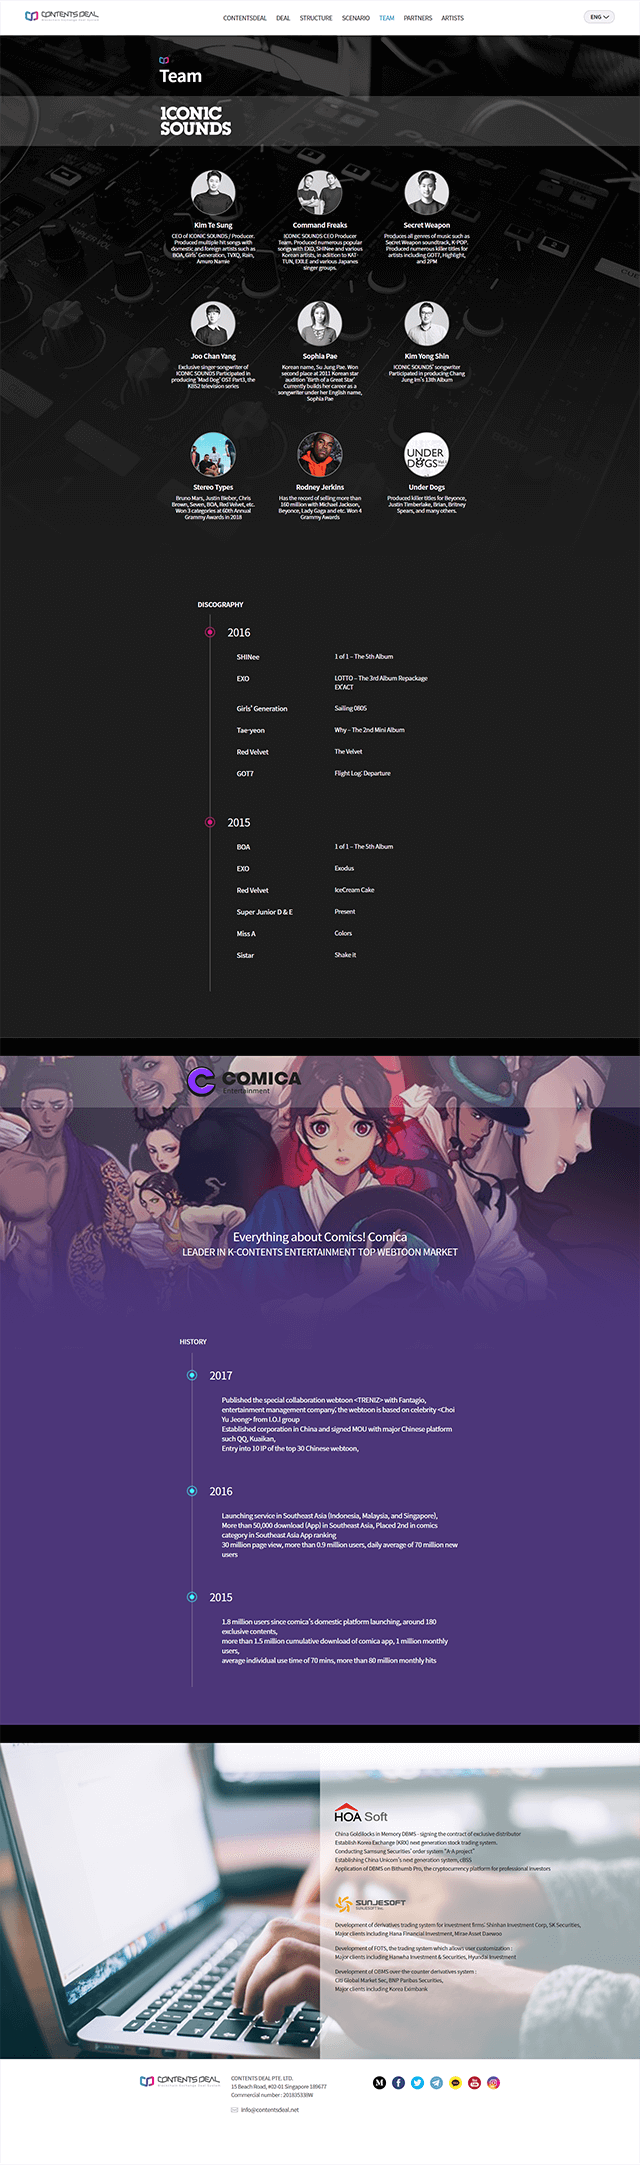 CONTENTS DEAL
CONTENTSDEAL DEAL STRUCTURE SCENARIO TEAM PARTNERS ARTISTS
ENG
Team
ICONIC
SOUNDS
Kim Te Sung
CEO of ICONIC SOUNDS / Producer.
Produced multiple hit songs with
domestic and foreign artists such as
BOA, Girls' Generation, TVXQ, Rain,
Amuro Namie
Command Freaks
ICONIC SOUNDS CEO Producer
Team. Produced numerous popular
songs with EXO, SHINee and various
Korean artists, in adition to KAT-
TUN, EXILE and various Japanes
singer groups.
Secret Weapon
Produces all genres of music such as
Secret Weapon soundtrack, K-POP.
Produced numerous killer titles for
artists including GOT7, Highlight,
and 2PM
Joo Chan Yang
Exclusive singer-songwriter of
ICONIC SOUNDS Participated in
producing 'Mad Dog' OST Part3, the
KBS2 television series
Sophia Pae
Korean name, Su Jung Pae. Won
second place at 2011 Korean star
audition 'Birth of a Great Star'
Currently builds her career as a
songwriter under her English name,
Sophia Pae
Kim Yong Shin
ICONIC SOUNDS' songwriter
Participated in producing Chang
Jung Im's 13th Album
Stereo Types
Bruno Mars, Justin Bieber, Chris
Brown, Seven, BOA, Red Velvet, etc.
Won 3 categories at 60th Annual
Grammy Awards in 2018
Rodney Jerkins
Has the record of selling more than
160 million with Michael Jackson,
Beyonce, Lady Gaga and etc. Won 4
Grammy Awards
UNDER
DOGS
Under Dogs
Produced killer titles for Beyonce,
Justin Timberlake, Brian, Britney
Spears, and many others.
DISCOGRAPHY
2016
SHINee 1 of 1 – The 5th Album
EXO LOTTO – The 3rd Album Repackage
EX'ACT
Girls' Generation Sailing 0805
Tae-yeon Why – The 2nd Mini Album
Red Velvet The Velvet
GOT7 Flight Log: Departure
2015
BOA 1 of 1 – The 5th Album
EXO Exodus
Red Velvet IceCream Cake
Super Junior D & E Present
Miss A Colors
Sistar Shake it
COMICA
Entertainment
Everything about Comics! Comica
LEADER IN K-CONTENTS ENTERTAINMENT TOP WEBTOON MARKET
HISTORY
2017
Published the special collaboration webtoon <TRENIZ> with Fantagio,
entertainment management company; the webtoon is based on celebrity <Choi
Yu Jeong> from I.O.I group
Established corporation in China and signed MOU with major Chinese platform
such QQ, Kuaikan,
Entry into 10 IP of the top 30 Chinese webtoon,
2016
Launching service in Southeast Asia (Indonesia, Malaysia, and Singapore),
More than 50,000 download (App) in Southeast Asia, Placed 2nd in comics
category in Southeast Asia App ranking
30 million page view, more than 0.9 million users, daily average of 70 million new
users
2015
1.8 million users since comica's domestic platform launching, around 180
exclusive contents,
more than 1.5 million cumulative download of comica app, 1 million monthly
users,
average individual use time of 70 mins, more than 80 million monthly hits
HOA Soft
China Goldilocks in Memory DBMS - signing the contract of exclusive distributor
Establish Korea Exchange (KRX) next generation stock trading system.
Conducting Samsung Securities' order system "A-A project"
Establishing China Unicom's next generation system, cBSS
Application of DBMS on Bithumb Pro, the cryptocurrency platform for professional investors
SUNJESOFT
Development of derivatives trading system for investment firms: Shinhan Investment Corp, SK Securities,
Major clients including Hana Financial Investment, Mirae Asset Daewoo
Development of FOTS, the trading system which allows user customization :
Major clients including Hanwha Investment & Securities, Hyundai Investment
Development of OBMS over-the-counter derivatives system :
Citi Global Market Sec, BNP Paribas Securities,
Major clients including Korea Eximbank
CONTENTS DEAL
CONTENTS DEAL PTE. LTD.
15 Beach Road, #02-01 Singapore 189677
Commercial number : 201835338W
info@contentsdeal.net